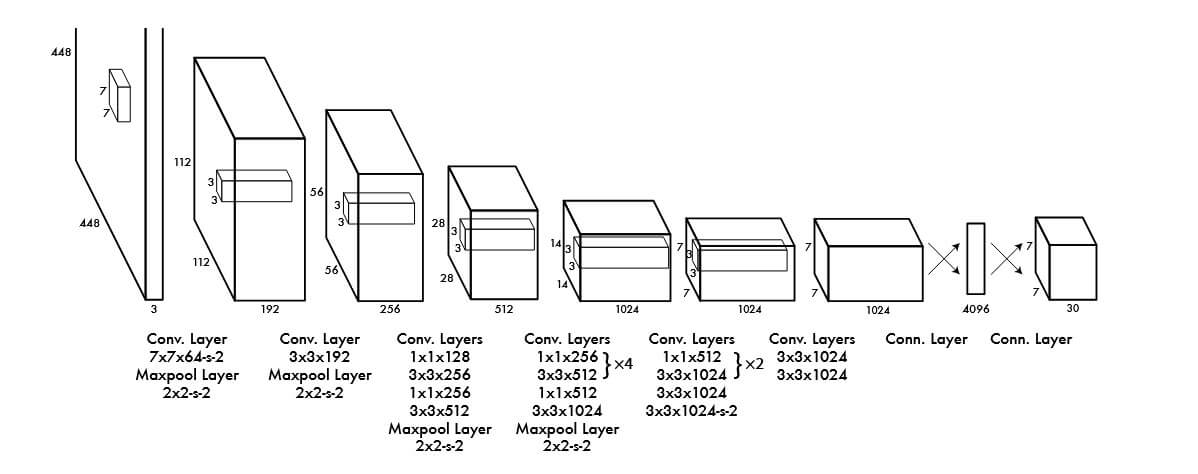 448
7
7
448
3
112
3
3
112
192
56
3
3
56
256
28
3
3
28
512
14
3
3
14
1024
7
3
3
7
1024
7
7
1024
4096
7
7
30
Conv. Layer
7x7x64-s-2
Maxpool Layer
2x2-s-2
Conv. Layer
3x3x192
Maxpool Layer
2x2-s-2
Conv. Layers
1x1x128
3x3x256
1x1x256
3x3x512
Maxpool Layer
2x2-s-2
Conv. Layers
1x1x256
3x3x512
}×4
1x1x512
3x3x1024
Maxpool Layer
2x2-s-2
Conv. Layers
1x1x512
3x3x1024
}×2
3x3x1024
3x3x1024-s-2
Conv. Layers
3x3x1024
3x3x1024
Conn. Layer
Conn. Layer